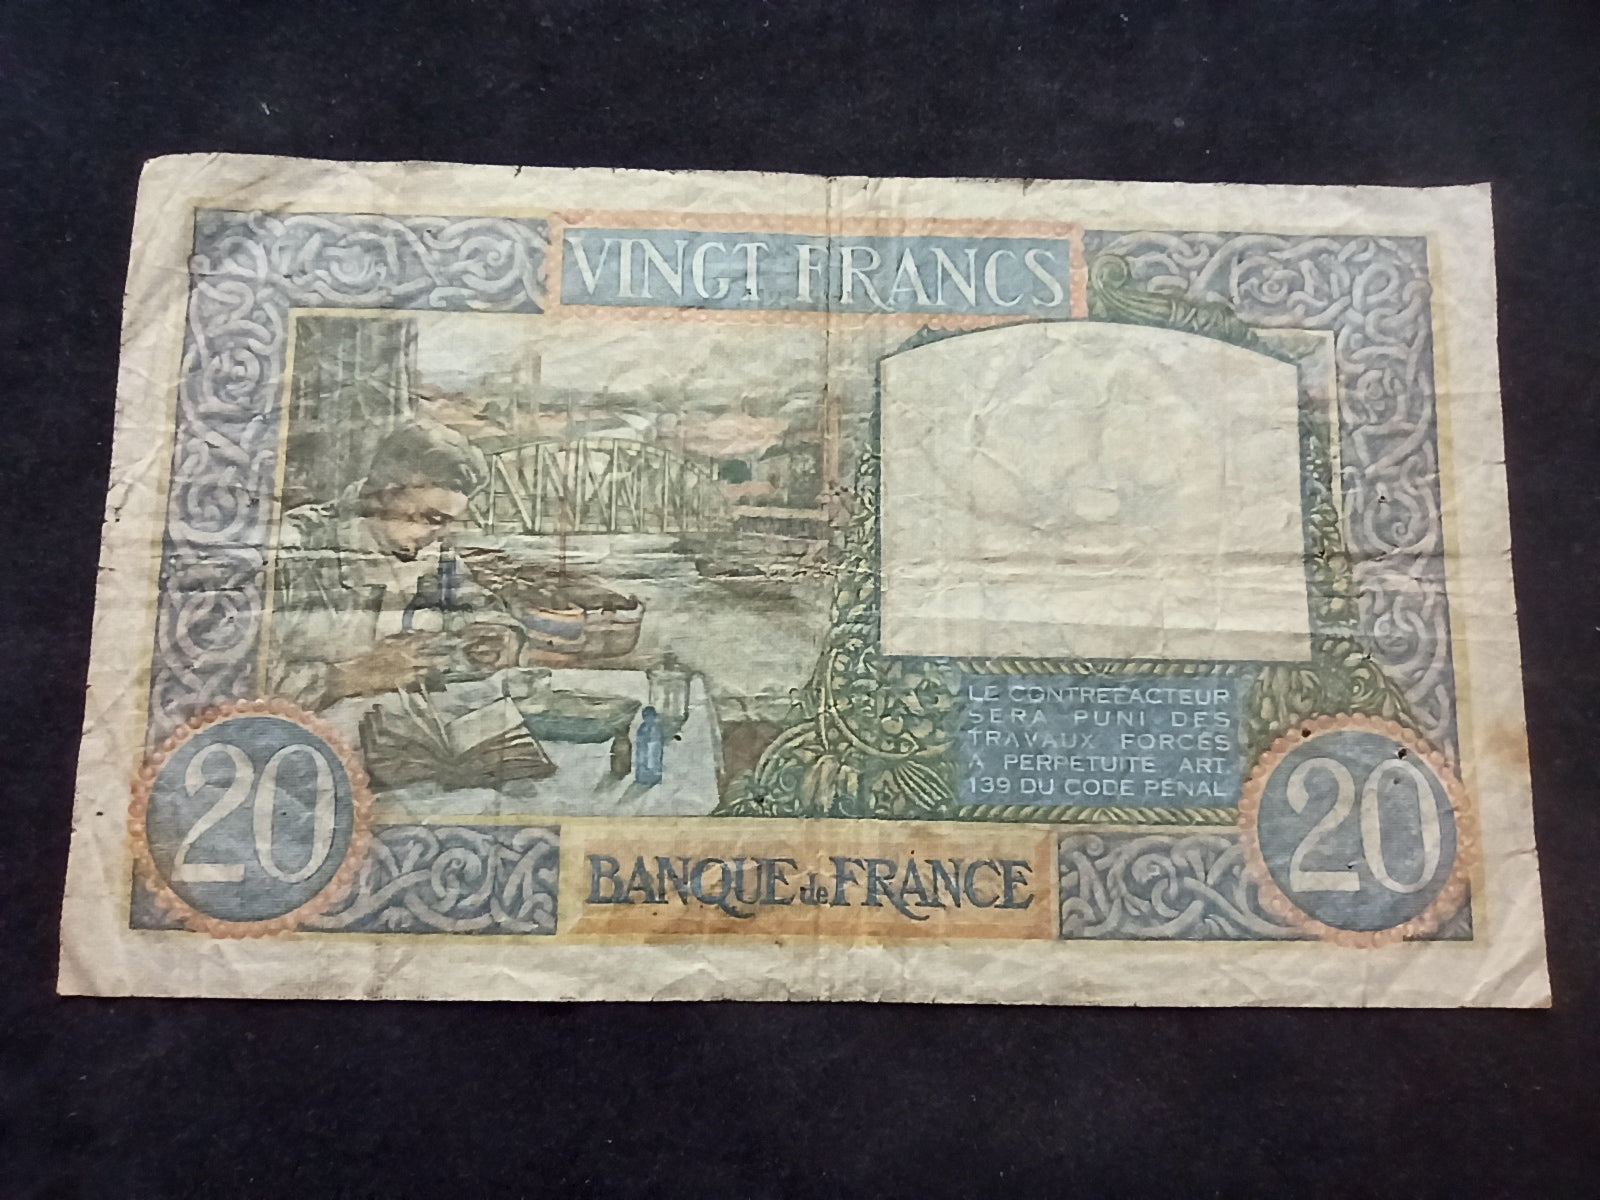 VINGT FRANCS
LE CONTREFACTEUR
SERA PUNI DES
TRAVAUX FORCÉS
A PERPÉTUITÉ ART.
139 DU CODE PÉNAL
20
20
BANQUE de FRANCE